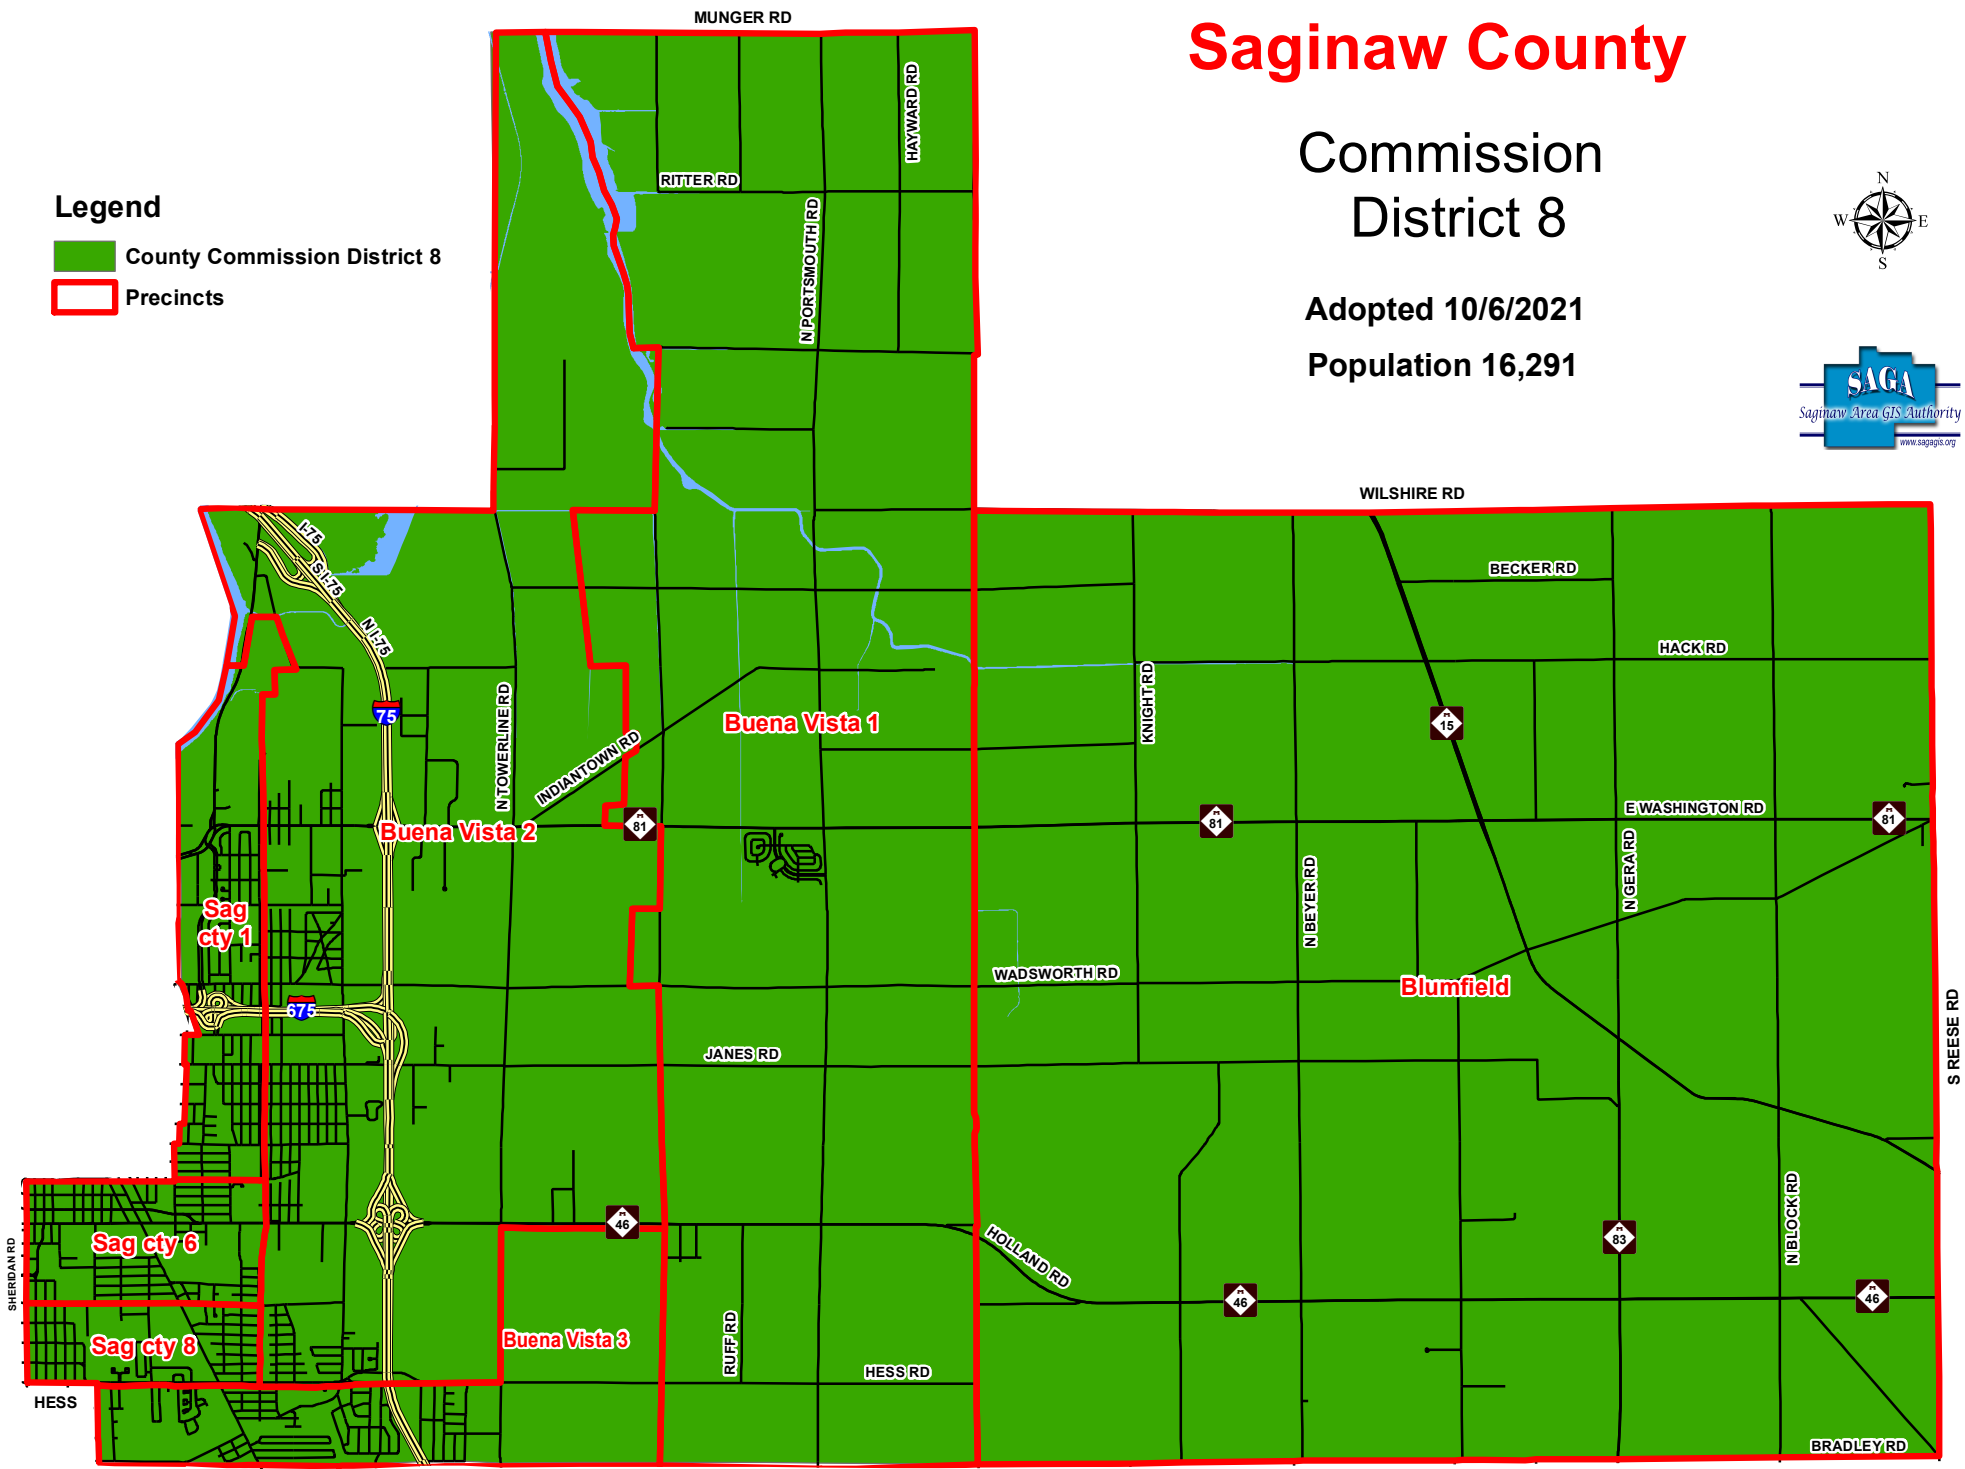 MUNGER RD
Saginaw County
Commission
District 8
Adopted 10/6/2021
Population 16,291
N
W
E
S
SAGA
Saginaw Area GIS Authority
www.sagagis.org
Legend
County Commission District 8
Precincts
HAYWARD RD
RITTER RD
N PORTSMOUTH RD
WILSHIRE RD
I-75
S I-75
N I-75
75
BECKER RD
HACK RD
KNIGHT RD
N TOWERLINE RD
INDIANTOWN RD
Buena Vista 1
M
15
E WASHINGTON RD
Buena Vista 2
M
81
M
81
M
81
N GERA RD
N BEYER RD
Sag
cty 1
WADSWORTH RD
Blumfield
675
S REESE RD
JANES RD
N BLOCK RD
M
46
M
83
Sag cty 6
HOLLAND RD
SHERIDAN RD
M
46
M
46
Sag cty 8
Buena Vista 3
RUFF RD
HESS RD
HESS
BRADLEY RD